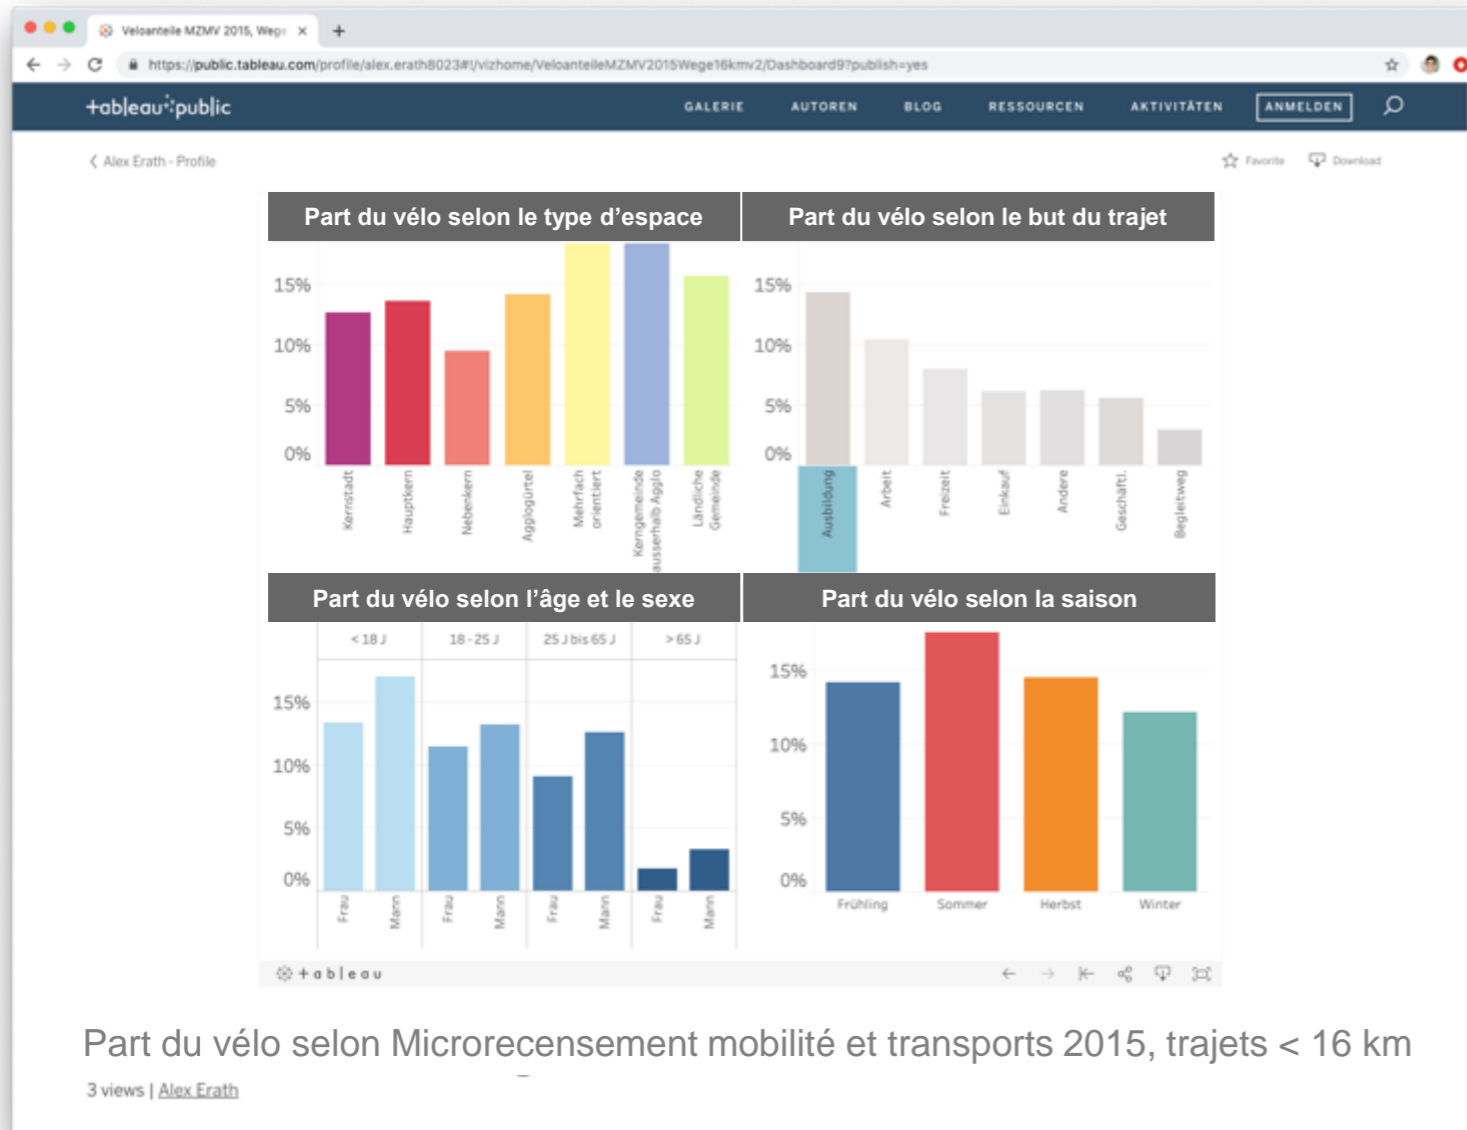 Veloanteile MZMV 2015, Wege
https://public.tableau.com/profile/alex.erath8023#!/vizhome/VeloanteileMZMV2015Wege16kmv2/Dashboard9?publish=yes
tableau public GALERIE AUTOREN BLOG RESSOURCEN AKTIVITÄTEN ANMELDEN
Alex Erath - Profile Favorite Download
Part du vélo selon le type d’espace
15%
10%
5%
0%
Kernstadt
Hauptkern
Nebenkern
Agglogürtel
Mehrfach
orientiert
Kerngemeinde
ausserhalb Agglo
Ländliche
Gemeinde
Part du vélo selon le but du trajet
15%
10%
5%
0%
Ausbildung
Arbeit
Freizeit
Einkauf
Andere
Geschäftl.
Begleitweg
Part du vélo selon l’âge et le sexe
< 18 J 18 - 25 J 25 J bis 65 J > 65 J
15%
10%
5%
0%
Frau
Mann
Frau
Mann
Frau
Mann
Frau
Mann
Part du vélo selon la saison
15%
10%
5%
0%
Frühling Sommer Herbst Winter
tableau
Part du vélo selon Microrecensement mobilité et transports 2015, trajets < 16 km
3 views | Alex Erath